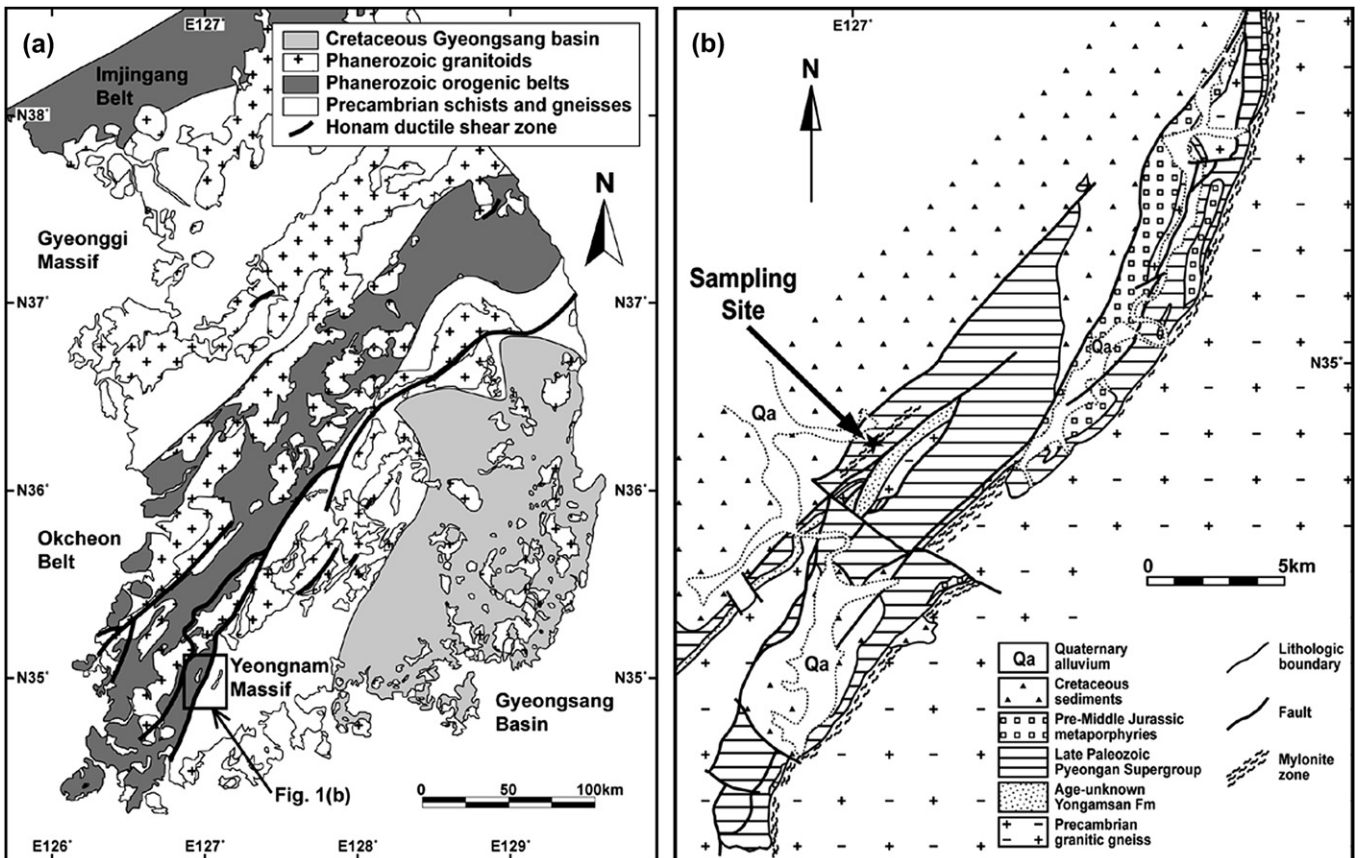 (a)
E127°
Cretaceous Gyeongsang basin
Phanerozoic granitoids
Phanerozoic orogenic belts
Precambrian schists and gneisses
Honam ductile shear zone
Imjingang
Belt
N38°
N
Gyeonggi
Massif
N37°
N36°
Okcheon
Belt
Yeongnam
Massif
N35°
Gyeongsang
Basin
Fig. 1(b)
0 50 100km
E126°
E127°
E128°
E129°
(b)
E127°
N
Sampling
Site
Qa
Qa
N35°
Qa
0 5km
Qa
Quaternary
alluvium
Cretaceous
sediments
Pre-Middle Jurassic
metaporphyries
Late Paleozoic
Pyeongan Supergroup
Age-unknown
Yongamsan Fm
Precambrian
granitic gneiss
Lithologic
boundary
Fault
Mylonite
zone